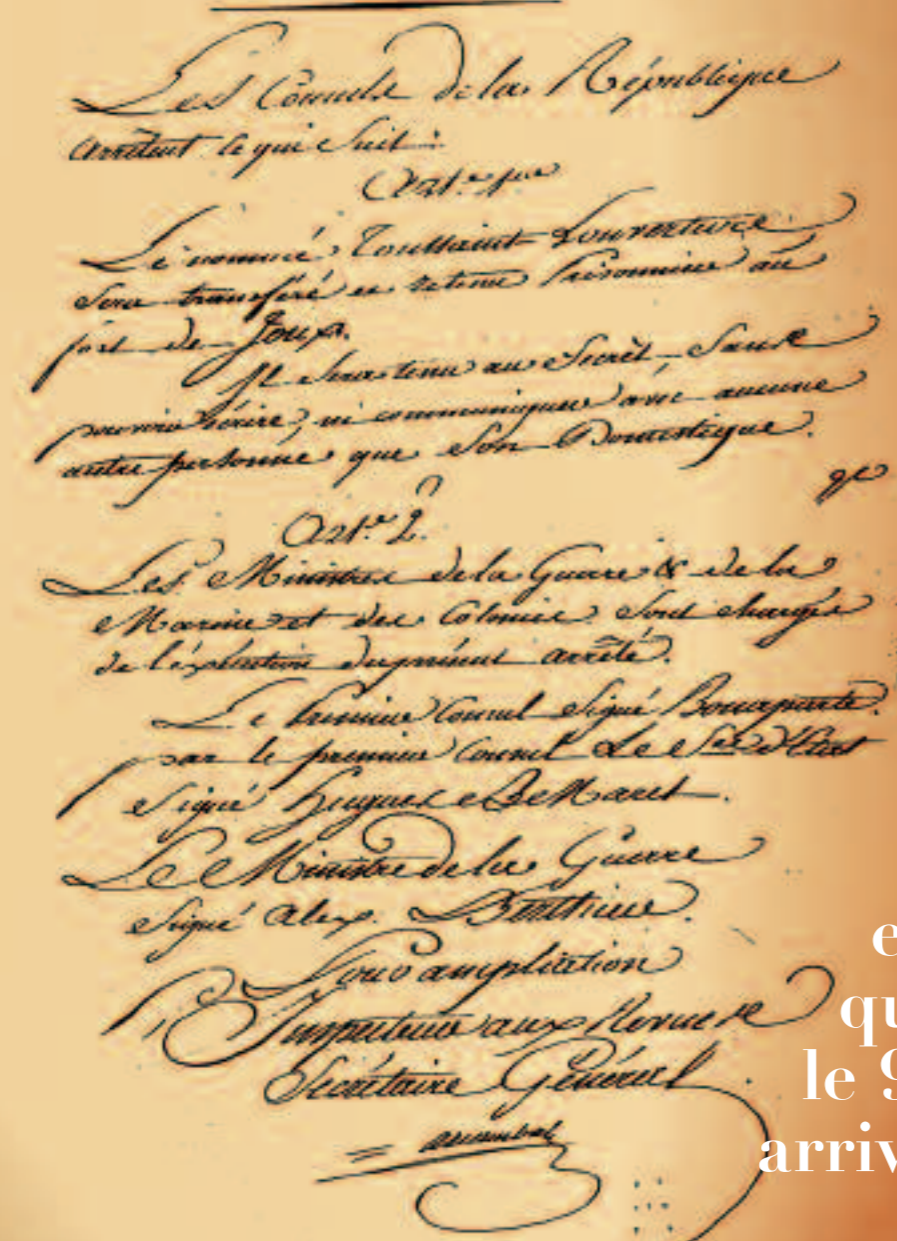 Les Consuls de la République
arrêtent ce qui suit :
Art.e 1er
Le nommé Toussaint Louverture
sera transféré et retenu Prisonnier au
fort de Joux.
Il sera tenu au Secrèt Sans
pouvoir écrire, ni communiquer avec aucune
autre personne que Son Domestique.
Art.e 2.
Les Ministres de la Guerre & de la
Marine et des Colonies Sont chargés
de l'éxécution du présent arrêté.
Le Premier Consul Signé Bonaparte.
par le premier Consul Le Sre d'Etat
Signé Hugues B. Maret.
Le Ministre de la Guerre
Signé Alex. Berthier.
Pour ampliation
L'Inspecteur aux Revues
Secrétaire Général
e
qu
le 9
arriv